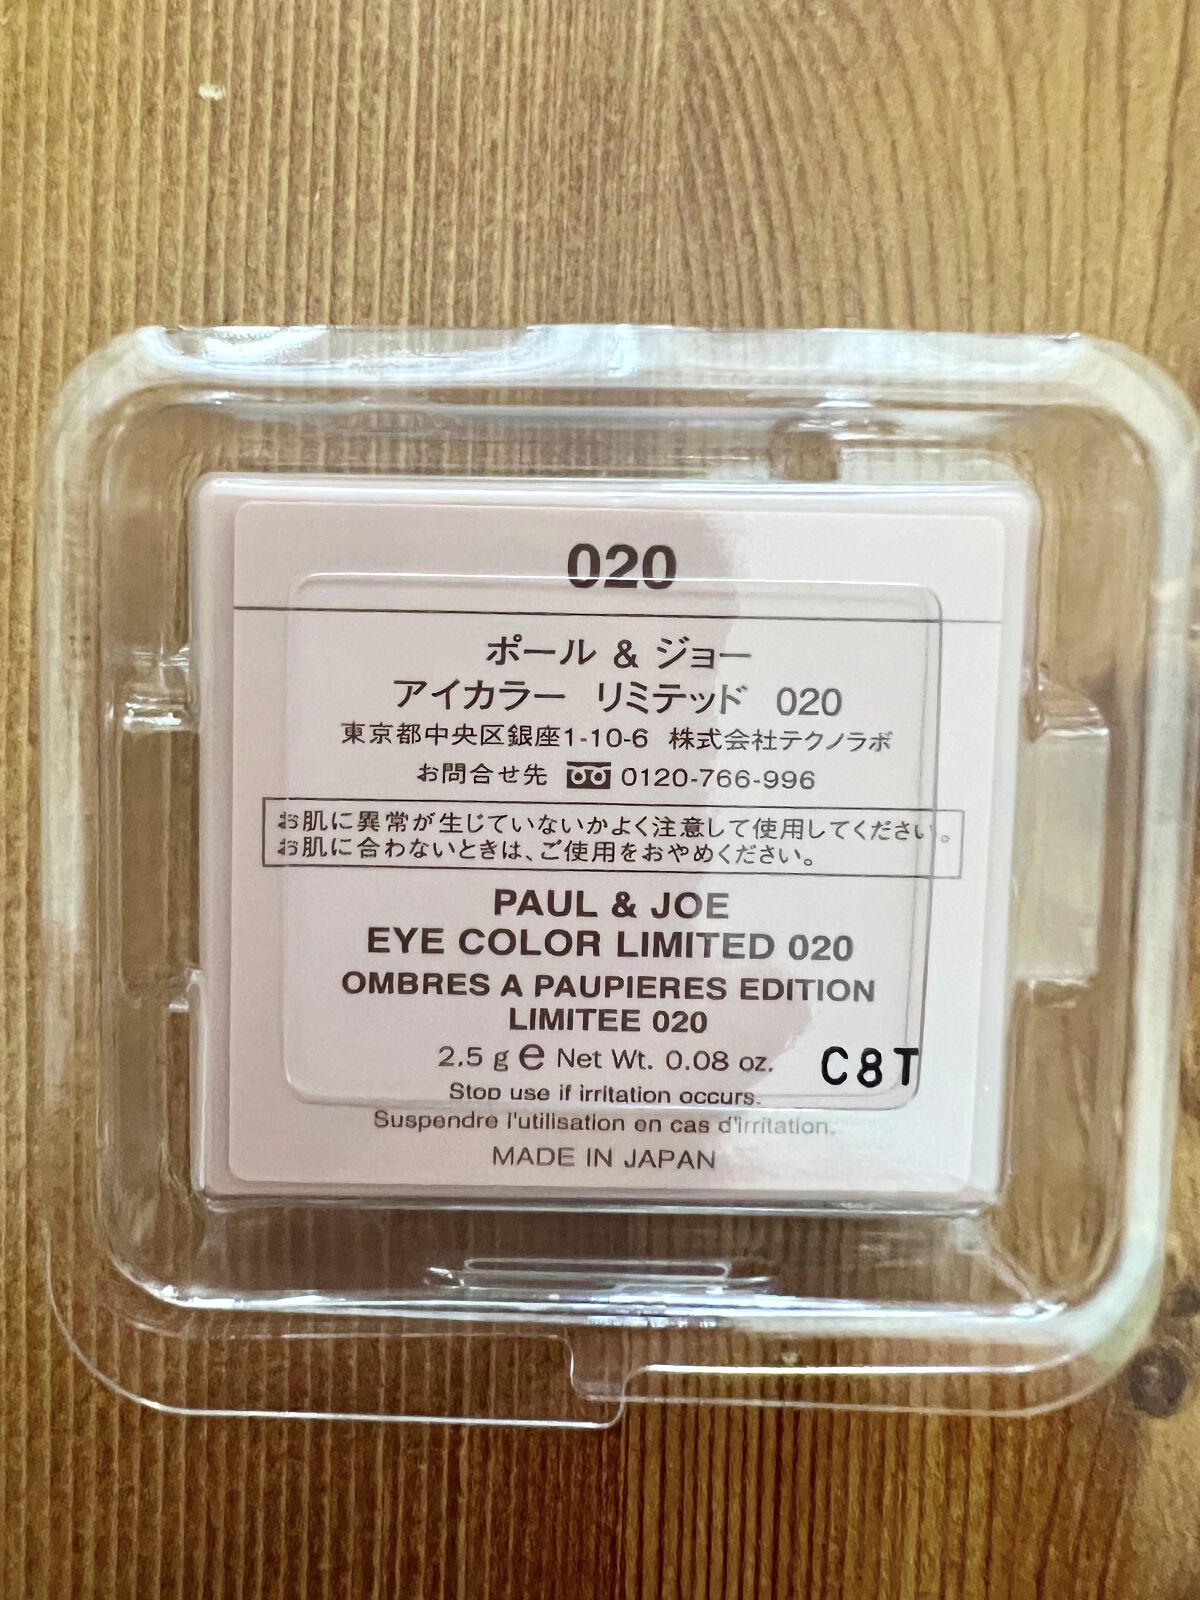 020
ポール & ジョー
アイカラー リミテッド 020
東京都中央区銀座1-10-6 株式会社テクノラボ
お問合せ先 0120-766-996
お肌に異常が生じていないかよく注意して使用してください。
お肌に合わないときは、ご使用をおやめください。
PAUL & JOE
EYE COLOR LIMITED 020
OMBRES A PAUPIERES EDITION
LIMITEE 020
2.5 g e Net Wt. 0.08 oz. C8T
Stop use if irritation occurs.
Suspendre l'utilisation en cas d'irritation.
MADE IN JAPAN